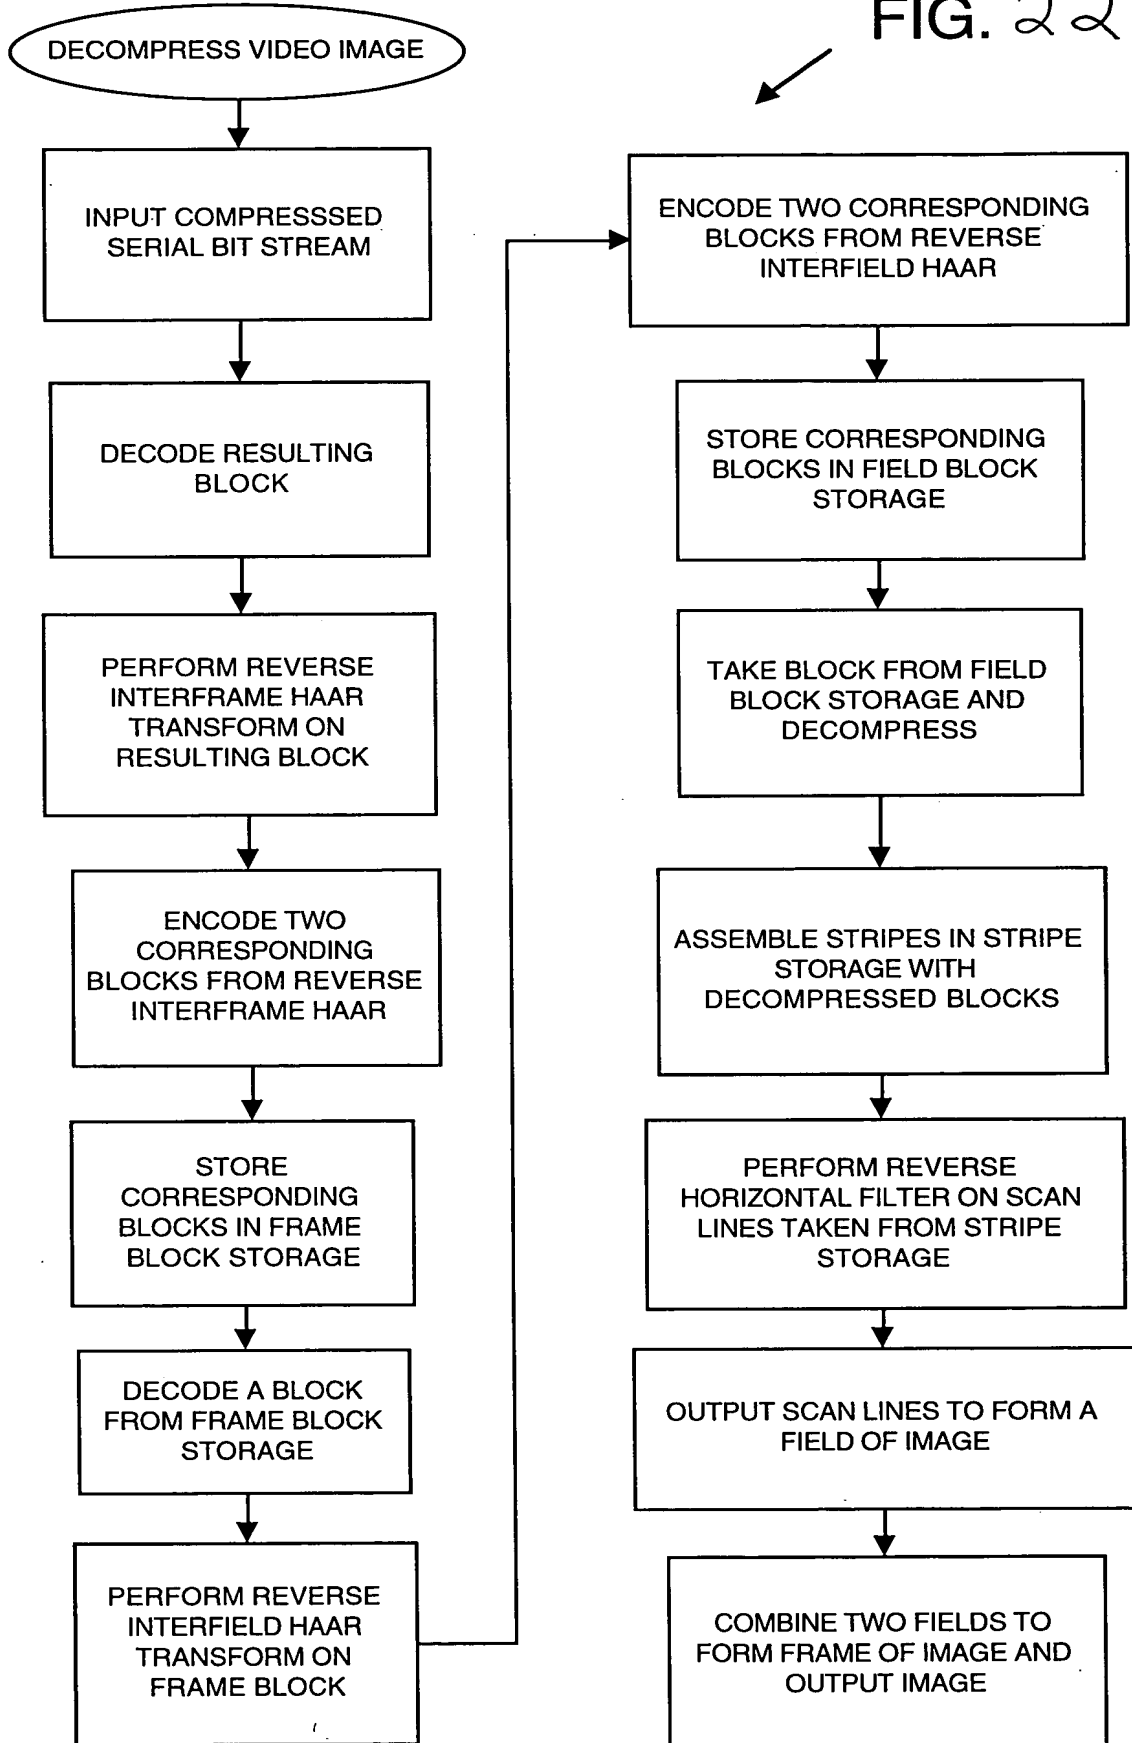 FIG. 22
DECOMPRESS VIDEO IMAGE
INPUT COMPRESSSED
SERIAL BIT STREAM
DECODE RESULTING
BLOCK
PERFORM REVERSE
INTERFRAME HAAR
TRANSFORM ON
RESULTING BLOCK
ENCODE TWO
CORRESPONDING
BLOCKS FROM REVERSE
INTERFRAME HAAR
STORE
CORRESPONDING
BLOCKS IN FRAME
BLOCK STORAGE
DECODE A BLOCK
FROM FRAME BLOCK
STORAGE
PERFORM REVERSE
INTERFIELD HAAR
TRANSFORM ON
FRAME BLOCK
ENCODE TWO CORRESPONDING
BLOCKS FROM REVERSE
INTERFIELD HAAR
STORE CORRESPONDING
BLOCKS IN FIELD BLOCK
STORAGE
TAKE BLOCK FROM FIELD
BLOCK STORAGE AND
DECOMPRESS
ASSEMBLE STRIPES IN STRIPE
STORAGE WITH
DECOMPRESSED BLOCKS
PERFORM REVERSE
HORIZONTAL FILTER ON SCAN
LINES TAKEN FROM STRIPE
STORAGE
OUTPUT SCAN LINES TO FORM A
FIELD OF IMAGE
COMBINE TWO FIELDS TO
FORM FRAME OF IMAGE AND
OUTPUT IMAGE